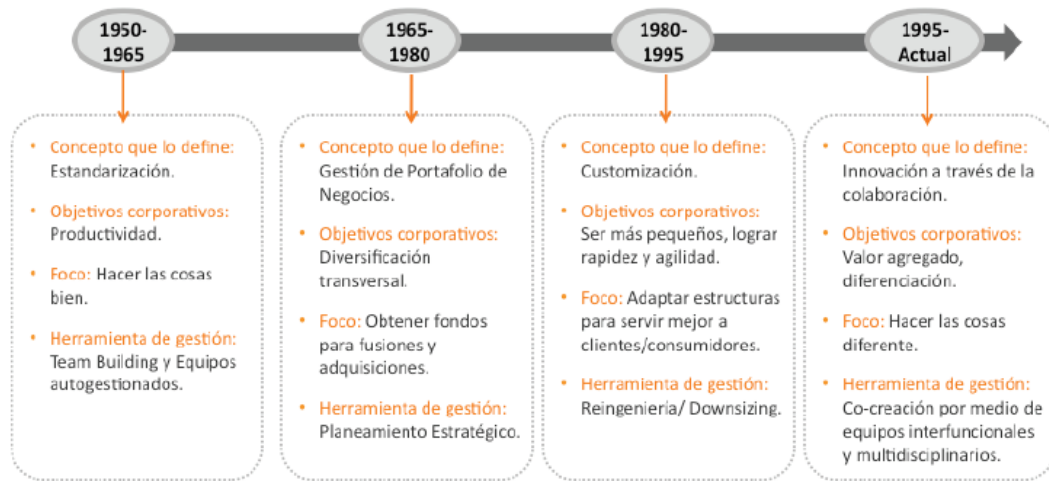 1950-
1965
1965-
1980
1980-
1995
1995-
Actual
• Concepto que lo define:
Estandarización.
• Objetivos corporativos:
Productividad.
• Foco: Hacer las cosas
bien.
• Herramienta de gestión:
Team Building y Equipos
autogestionados.
• Concepto que lo define:
Gestión de Portafolio de
Negocios.
• Objetivos corporativos:
Diversificación
transversal.
• Foco: Obtener fondos
para fusiones y
adquisiciones.
• Herramienta de gestión:
Planeamiento Estratégico.
• Concepto que lo define:
Customización.
• Objetivos corporativos:
Ser más pequeños, lograr
rapidez y agilidad.
• Foco: Adaptar estructuras
para servir mejor a
clientes/consumidores.
• Herramienta de gestión:
Reingeniería/ Downsizing.
• Concepto que lo define:
Innovación a través de la
colaboración.
• Objetivos corporativos:
Valor agregado,
diferenciación.
• Foco: Hacer las cosas
diferente.
• Herramienta de gestión:
Co-creación por medio de
equipos interfuncionales
y multidisciplinarios.